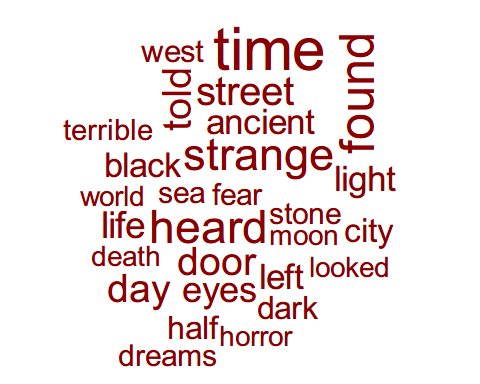 west time
told street found
terrible ancient
black strange light
world sea fear
life heard stone
moon city
death door looked
day eyes left
dark
half horror
dreams